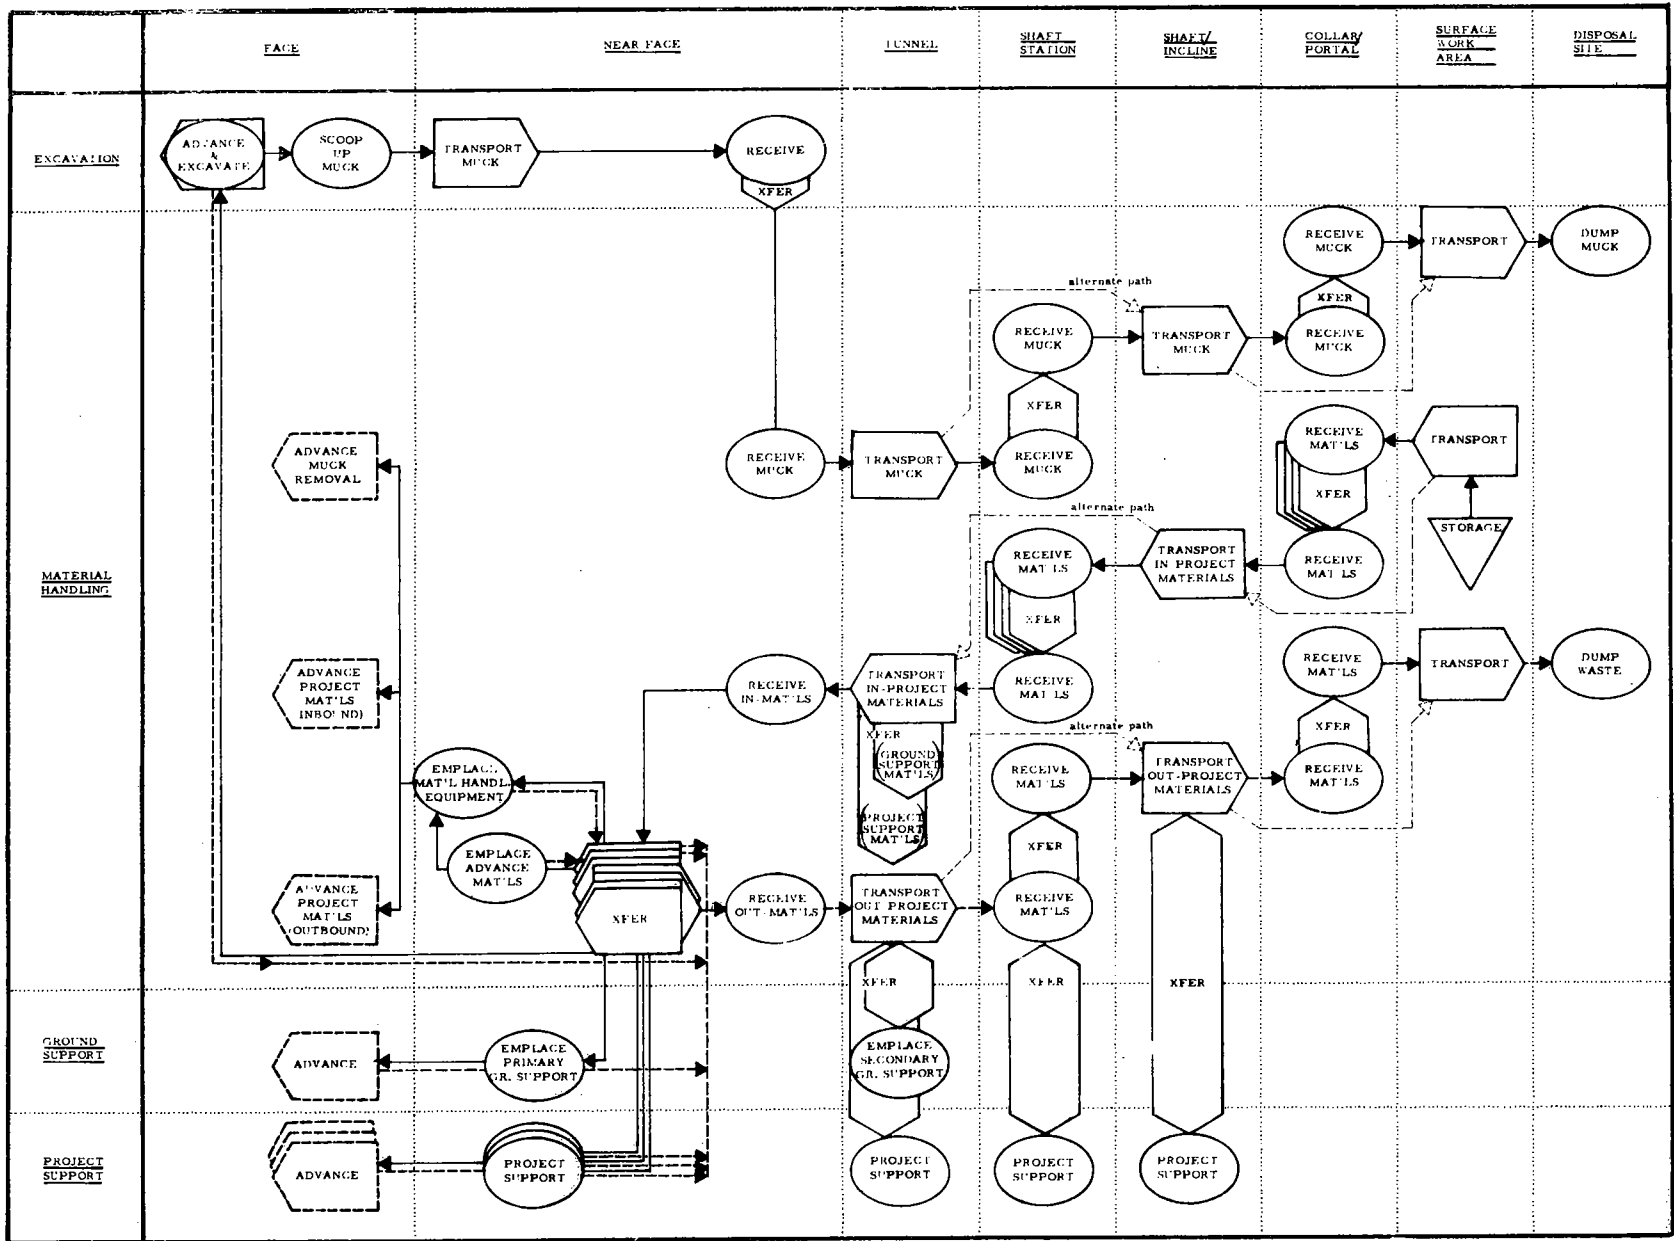 FACE
NEAR FACE
TUNNEL
SHAFT
STATION
SHAFT/
INCLINE
COLLAR/
PORTAL
SURFACE
WORK
AREA
DISPOSAL
SITE
EXCAVATION
ADVANCE
&
EXCAVATE
SCOOP
UP
MUCK
TRANSPORT
MUCK
RECEIVE
XFER
MATERIAL
HANDLING
RECEIVE
MUCK
TRANSPORT
DUMP
MUCK
alternate path
XFER
RECEIVE
MUCK
TRANSPORT
MUCK
RECEIVE
MUCK
XFER
ADVANCE
MUCK
REMOVAL
RECEIVE
MUCK
TRANSPORT
MUCK
RECEIVE
MUCK
RECEIVE
MAT'LS
XFER
TRANSPORT
STORAGE
alternate path
RECEIVE
MAT'LS
TRANSPORT
IN PROJECT
MATERIALS
RECEIVE
MAT'LS
XFER
ADVANCE
PROJECT
MAT'LS
INBOUND)
RECEIVE
IN-MAT'LS
TRANSPORT
IN-PROJECT
MATERIALS
RECEIVE
MAT'LS
RECEIVE
MAT'LS
TRANSPORT
DUMP
WASTE
XFER
(GROUND
SUPPORT
MAT'LS)
(PROJECT
SUPPORT
MAT'LS)
alternate path
XFER
EMPLACE
MAT'L HANDL.
EQUIPMENT
RECEIVE
MAT'LS
TRANSPORT
OUT-PROJECT
MATERIALS
RECEIVE
MAT'LS
EMPLACE
ADVANCE
MAT'LS
XFER
ADVANCE
PROJECT
MAT'LS
(OUTBOUND)
XFER
RECEIVE
OUT-MAT'LS
TRANSPORT
OUT PROJECT
MATERIALS
RECEIVE
MAT'LS
XFER
XFER
XFER
GROUND
SUPPORT
ADVANCE
EMPLACE
PRIMARY
GR. SUPPORT
EMPLACE
SECONDARY
GR. SUPPORT
PROJECT
SUPPORT
ADVANCE
PROJECT
SUPPORT
PROJECT
SUPPORT
PROJECT
SUPPORT
PROJECT
SUPPORT